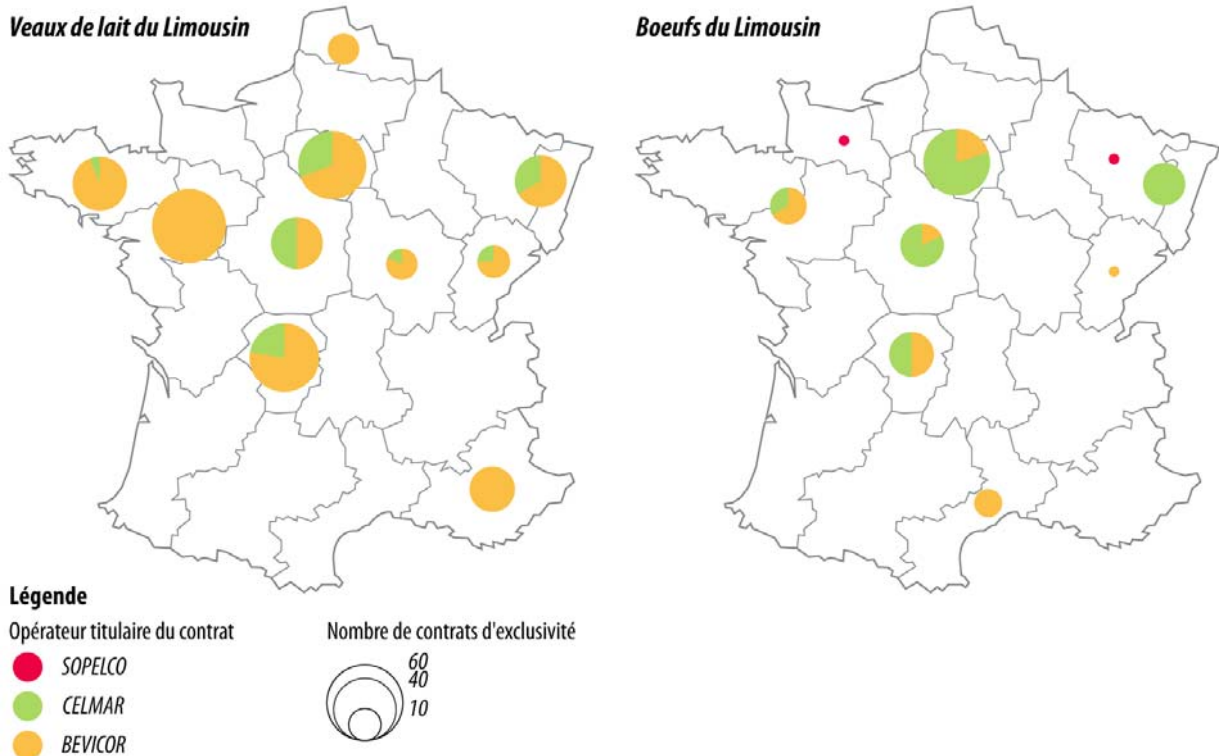 Veaux de lait du Limousin
Boeufs du Limousin
Légende
Opérateur titulaire du contrat
SOPELCO
CELMAR
BEVICOR
Nombre de contrats d'exclusivité
60
40
10